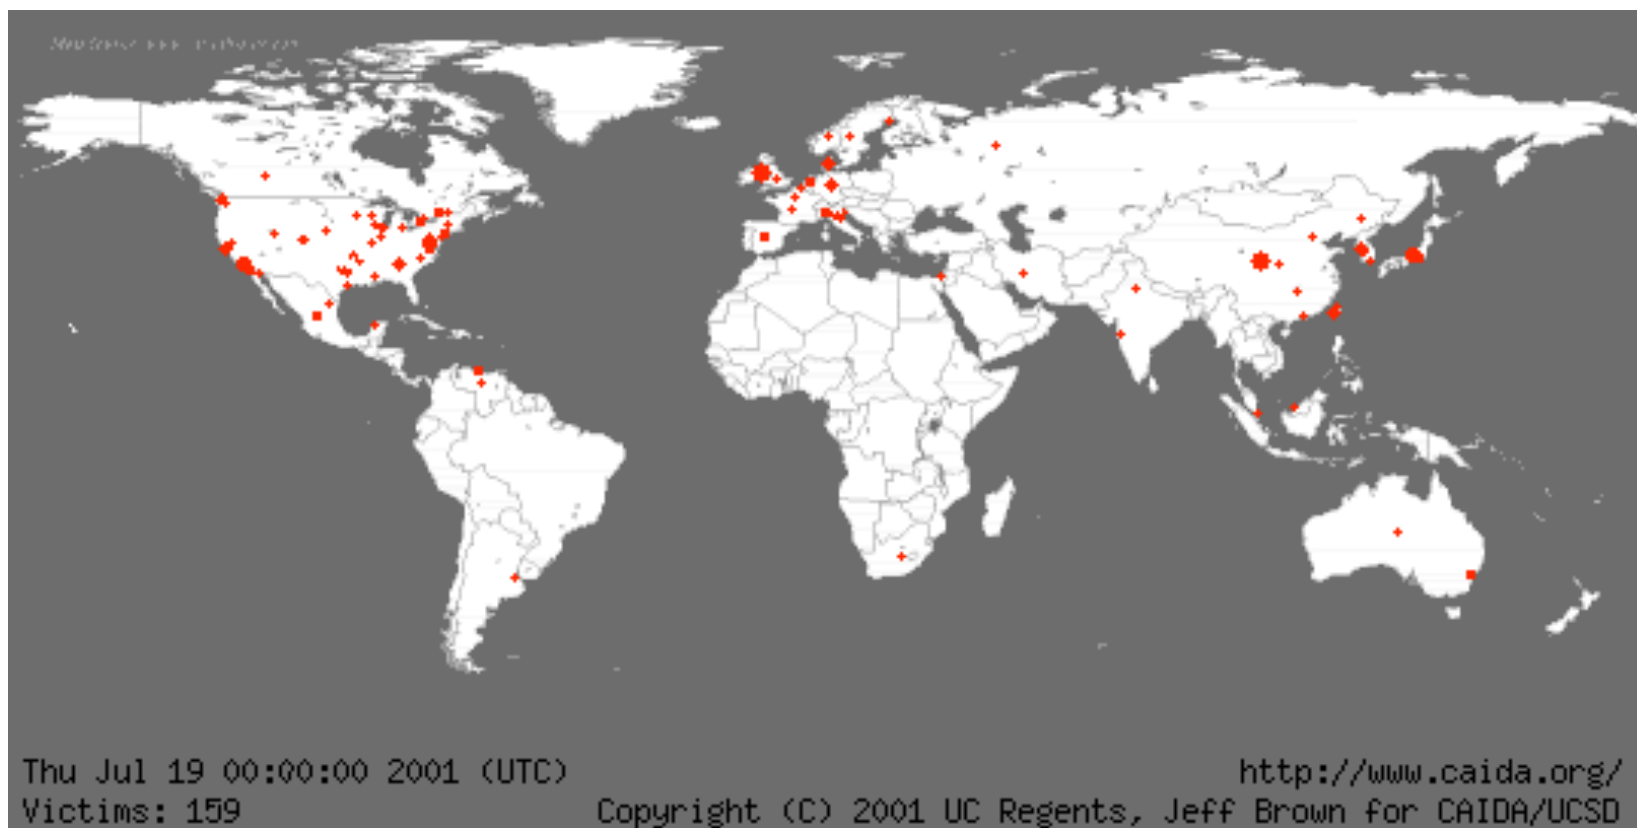 Thu Jul 19 00:00:00 2001 (UTC)
http://www.caida.org/
Victims: 159
Copyright (C) 2001 UC Regents, Jeff Brown for CAIDA/UCSD